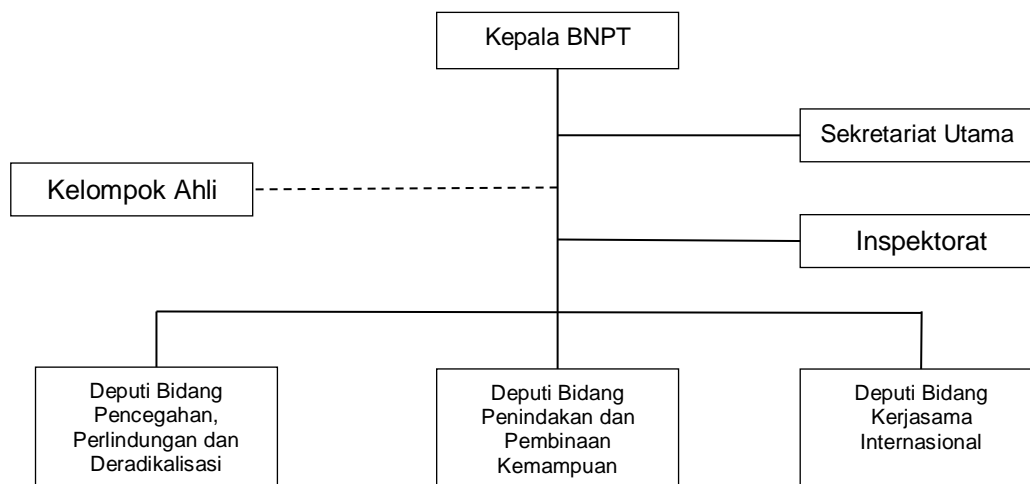 Kepala BNPT
Sekretariat Utama
Kelompok Ahli
Inspektorat
Deputi Bidang
Pencegahan,
Perlindungan dan
Deradikalisasi
Deputi Bidang
Penindakan dan
Pembinaan
Kemampuan
Deputi Bidang
Kerjasama
Internasional